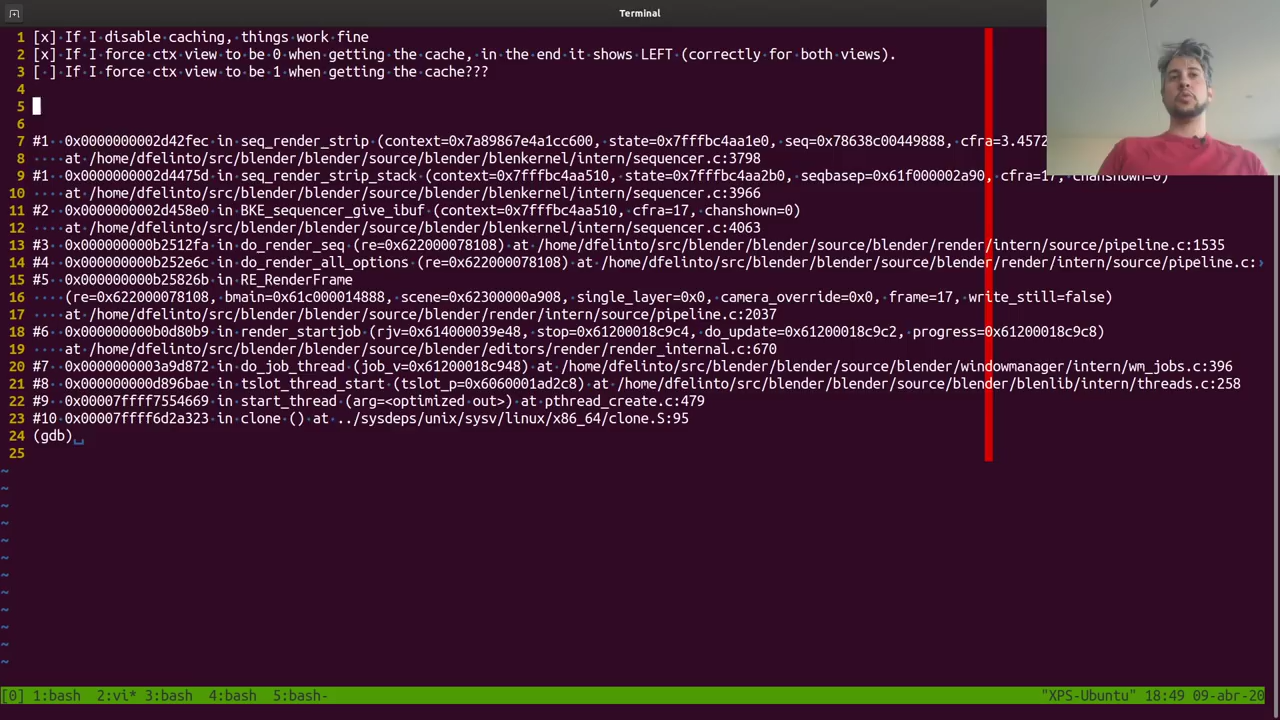 Terminal
1 [x] If I disable caching, things work fine
2 [x] If I force ctx view to be 0 when getting the cache, in the end it shows LEFT (correctly for both views).
3 [ ] If I force ctx view to be 1 when getting the cache???
4
5
6
7 #1  0x0000000002d42fec in seq_render_strip (context=0x7a89867e4a1cc600, state=0x7fffbc4aa1e0, seq=0x78638c00449888, cfra=3.4572
8     at /home/dfelinto/src/blender/blender/source/blender/blenkernel/intern/sequencer.c:3798
9 #1  0x0000000002d4475d in seq_render_strip_stack (context=0x7fffbc4aa510, state=0x7fffbc4aa2b0, seqbasep=0x61f000002a90, cfra=17, chanshown=0)
10     at /home/dfelinto/src/blender/blender/source/blender/blenkernel/intern/sequencer.c:3966
11 #2  0x0000000002d458e0 in BKE_sequencer_give_ibuf (context=0x7fffbc4aa510, cfra=17, chanshown=0)
12     at /home/dfelinto/src/blender/blender/source/blender/blenkernel/intern/sequencer.c:4063
13 #3  0x000000000b2512fa in do_render_seq (re=0x622000078108) at /home/dfelinto/src/blender/blender/source/blender/render/intern/source/pipeline.c:1535
14 #4  0x000000000b252e6c in do_render_all_options (re=0x622000078108) at /home/dfelinto/src/blender/blender/source/blender/render/intern/source/pipeline.c:›
15 #5  0x000000000b25826b in RE_RenderFrame
16     (re=0x622000078108, bmain=0x61c000014888, scene=0x62300000a908, single_layer=0x0, camera_override=0x0, frame=17, write_still=false)
17     at /home/dfelinto/src/blender/blender/source/blender/render/intern/source/pipeline.c:2037
18 #6  0x000000000b0d80b9 in render_startjob (rjv=0x614000039e48, stop=0x61200018c9c4, do_update=0x61200018c9c2, progress=0x61200018c9c8)
19     at /home/dfelinto/src/blender/blender/source/blender/editors/render/render_internal.c:670
20 #7  0x0000000003a9d872 in do_job_thread (job_v=0x61200018c948) at /home/dfelinto/src/blender/blender/source/blender/windowmanager/intern/wm_jobs.c:396
21 #8  0x000000000d896bae in tslot_thread_start (tslot_p=0x6060001ad2c8) at /home/dfelinto/src/blender/blender/source/blender/blenlib/intern/threads.c:258
22 #9  0x00007ffff7554669 in start_thread (arg=<optimized out>) at pthread_create.c:479
23 #10 0x00007ffff6d2a323 in clone () at ../sysdeps/unix/sysv/linux/x86_64/clone.S:95
24 (gdb)
25
~
~
~
~
~
~
~
~
~
~
~
~
[0] 1:bash  2:vi* 3:bash  4:bash  5:bash- "XPS-Ubuntu" 18:49 09-abr-20